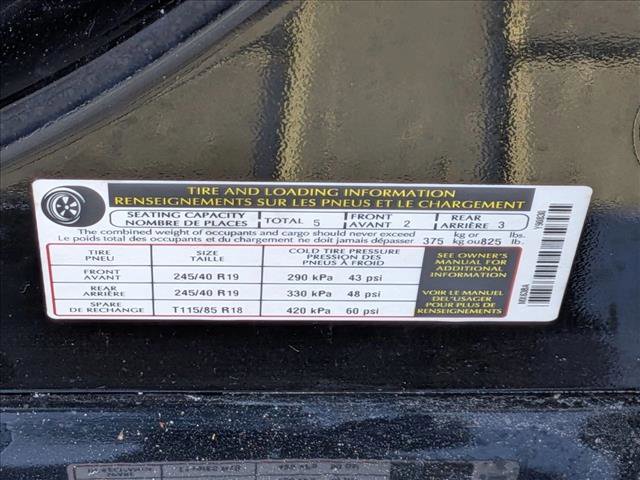 TIRE AND LOADING INFORMATION
RENSEIGNEMENTS SUR LES PNEUS ET LE CHARGEMENT
SEATING CAPACITY
NOMBRE DE PLACES
TOTAL 5
FRONT
AVANT 2
REAR
ARRIÈRE 3
The combined weight of occupants and cargo should never exceed 375 kg or 825 lbs.
Le poids total des occupants et du chargement ne doit jamais dépasser kg ou lb.
TIRE
PNEU
SIZE
TAILLE
COLD TIRE PRESSURE
PRESSION DES
PNEUS À FROID
FRONT
AVANT
245/40 R19
290 kPa 43 psi
REAR
ARRIÈRE
245/40 R19
330 kPa 48 psi
SPARE
DE RECHANGE
T115/85 R18
420 kPa 60 psi
SEE OWNER'S
MANUAL FOR
ADDITIONAL
INFORMATION
VOIR LE MANUEL
DEL'USAGER
POUR PLUS DE
RENSEIGNEMENTS